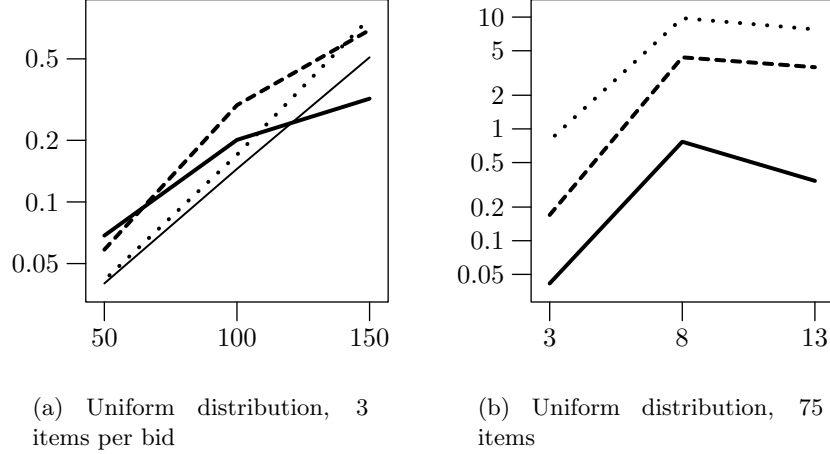 0.5
0.2
0.1
0.05
50 100 150
10
5
2
1
0.5
0.2
0.1
0.05
3 8 13
(a) Uniform distribution, 3
items per bid
(b) Uniform distribution, 75
items